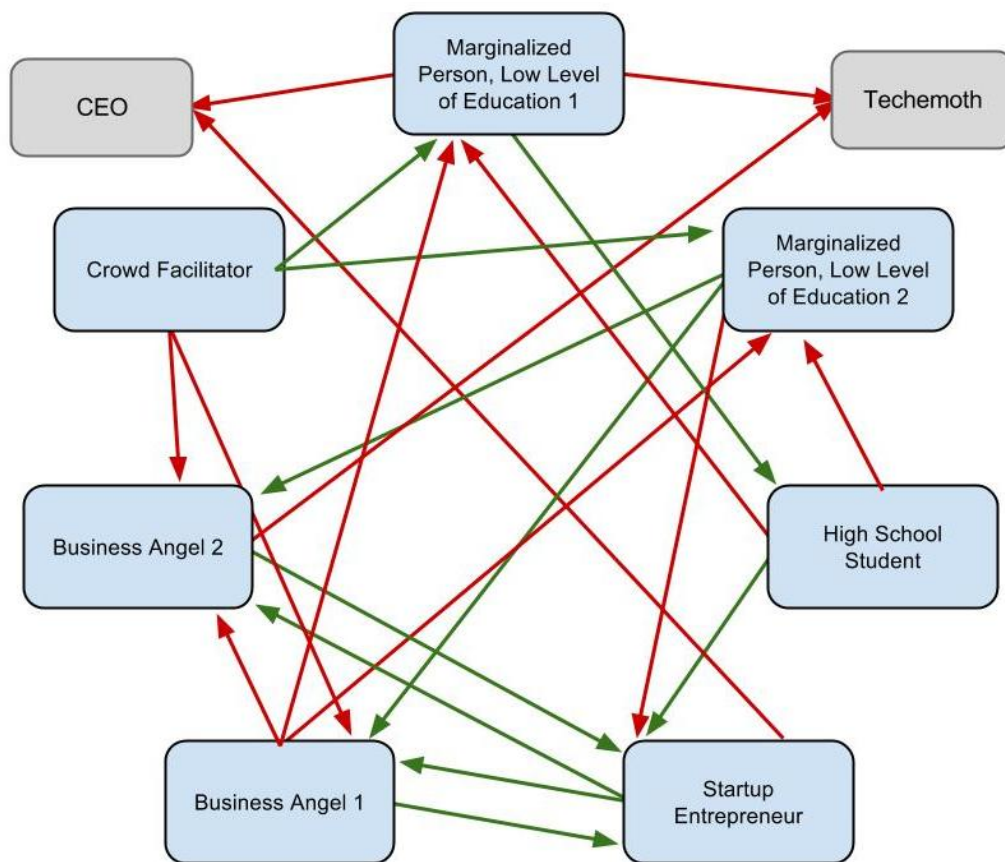 Marginalized
Person, Low Level
of Education 1
CEO
Techemoth
Crowd Facilitator
Marginalized
Person, Low Level
of Education 2
Business Angel 2
High School
Student
Business Angel 1
Startup
Entrepreneur